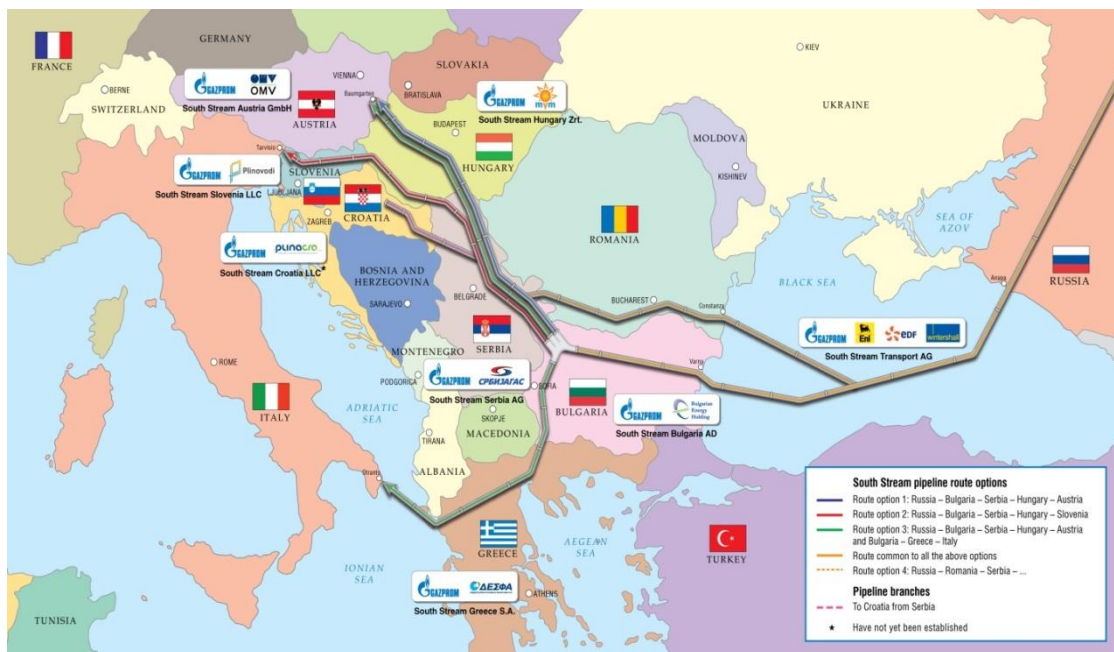 GERMANY
FRANCE
KIEV
SLOVAKIA
VIENNA
GAZPROM
OMV
OMV
BERNE
Baumgarten
BRATISLAVA
GAZPROM
mvm
South Stream Austria GmbH
South Stream Hungary Zrt.
UKRAINE
SWITZERLAND
AUSTRIA
BUDAPEST
MOLDOVA
Tarvisio
HUNGARY
GAZPROM
Plinovodi
SLOVENIA
KISHINEV
South Stream Slovenia LLC
LJUBLJANA
CROATIA
ZAGREB
SEA OF
AZOV
ROMANIA
GAZPROM
PLINACRO
South Stream Croatia LLC*
BOSNIA AND
HERZEGOVINA
BLACK SEA
Anapa
RUSSIA
BELGRADE
BUCHAREST
SARAJEVO
Constanza
GAZPROM
Eni
eDF
wintershall
SERBIA
South Stream Transport AG
MONTENEGRO
ROME
Varna
PODGORICA
GAZPROM
СРБИЈАГАС
SOFIA
South Stream Serbia AG
ITALY
ADRIATIC
SEA
SKOPJE
BULGARIA
GAZPROM
Bulgarian
Energy
Holding
MACEDONIA
South Stream Bulgaria AD
TIRANA
ALBANIA
Otranto
South Stream pipeline route options
Route option 1: Russia – Bulgaria – Serbia – Hungary – Austria
Route option 2: Russia – Bulgaria – Serbia – Hungary – Slovenia
Route option 3: Russia – Bulgaria – Serbia – Hungary – Austria
and Bulgaria – Greece – Italy
Route common to all the above options
Route option 4: Russia – Romania – Serbia – ...
Pipeline branches
To Croatia from Serbia
★ Have not yet been established
GREECE
AEGEAN
SEA
TURKEY
IONIAN
SEA
GAZPROM
ΔΕΣΦΑ
ATHENS
South Stream Greece S.A.
TUNISIA